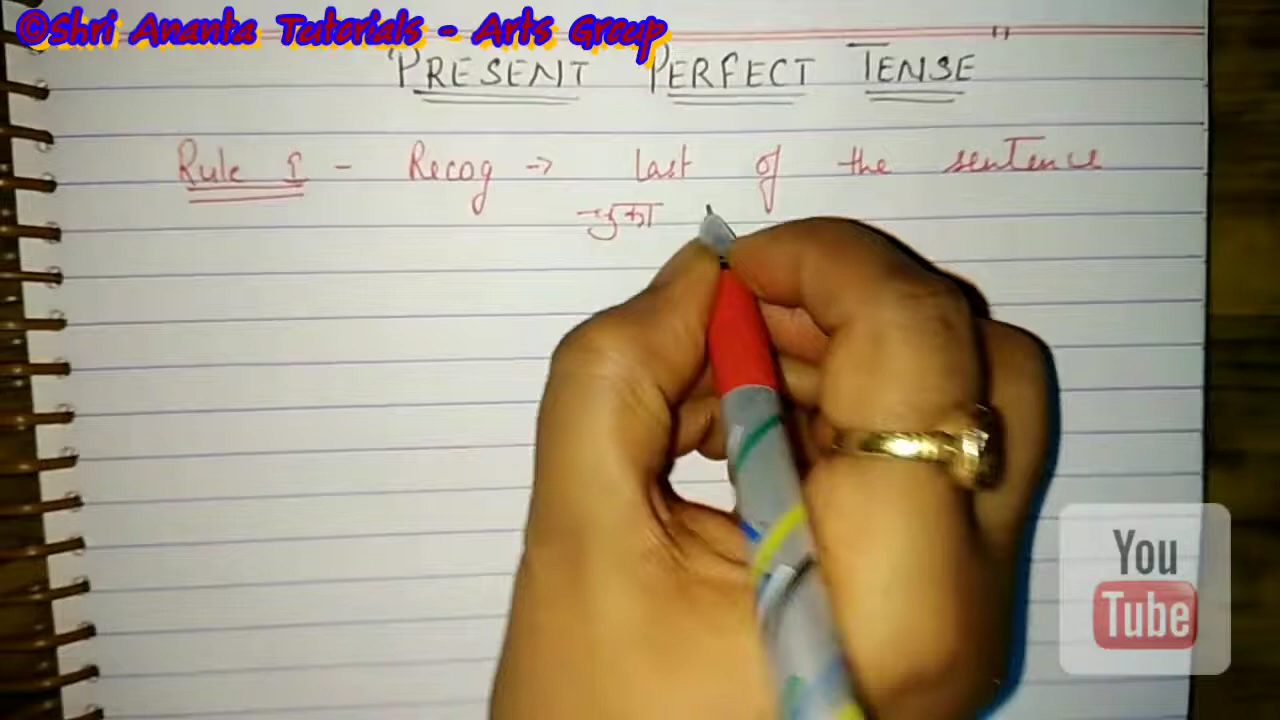 ©Shri Ananta Tutorials - Arts Group
"PRESENT PERFECT TENSE"
Rule 1 - Recog → last of the sentence
चुका
You
Tube